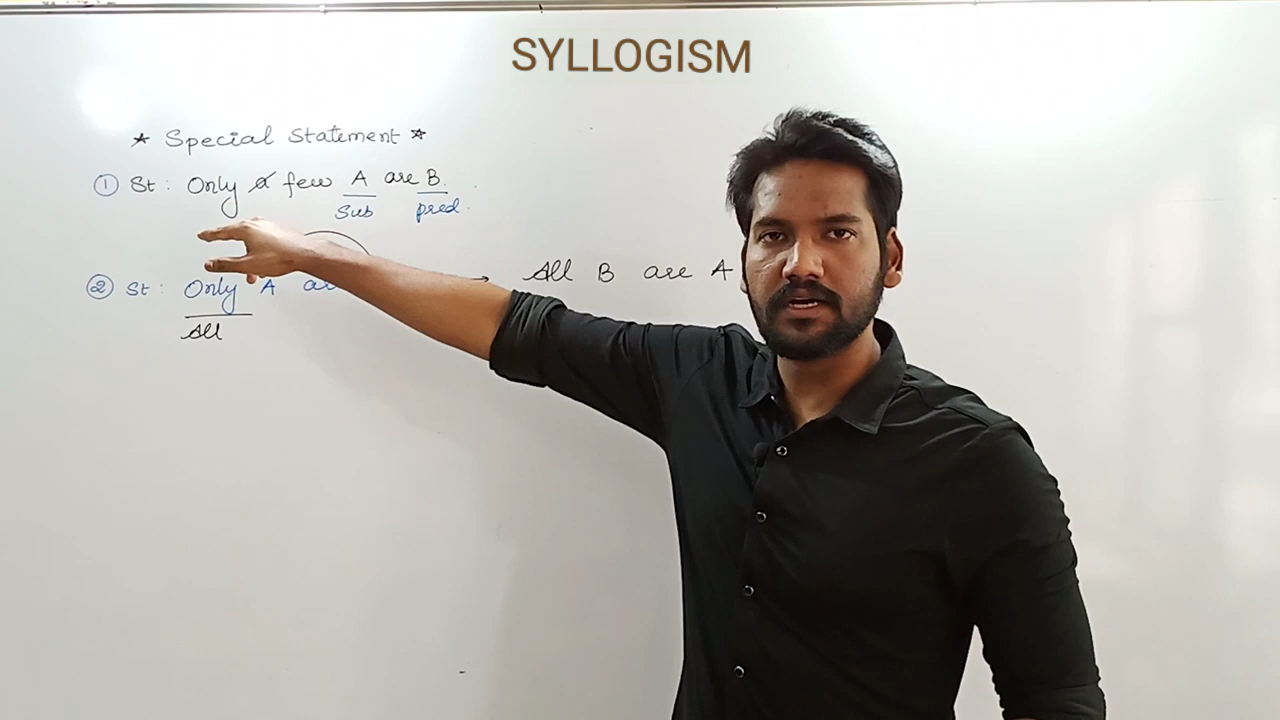 SYLLOGISM
★ Special Statement ★
① St : Only a few A are B.
Sub pred.
② St : Only A → All B are A
All